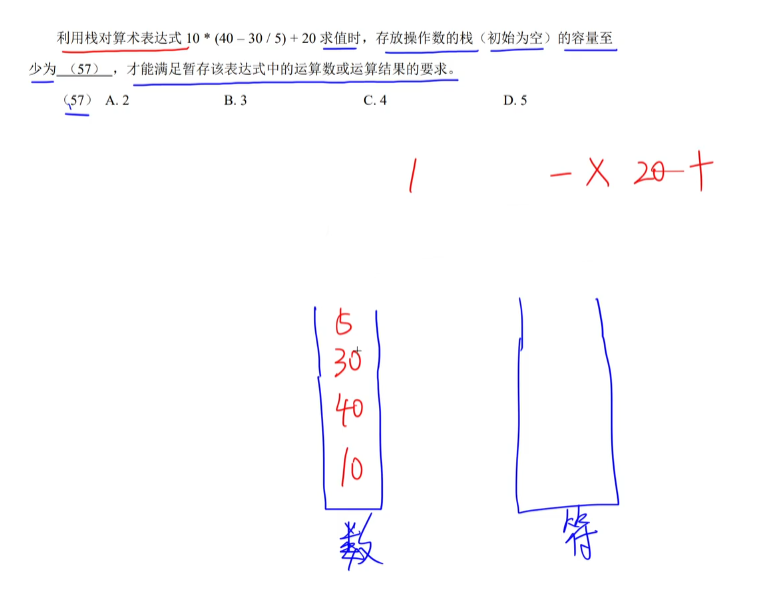 利用栈对算术表达式 10 * (40 – 30 / 5) + 20 求值时，存放操作数的栈（初始为空）的容量至
少为 （57） ，才能满足暂存该表达式中的运算数或运算结果的要求。
（57） A. 2 B. 3 C. 4 D. 5
/ − × 20 +
5
30
40
10
数 符